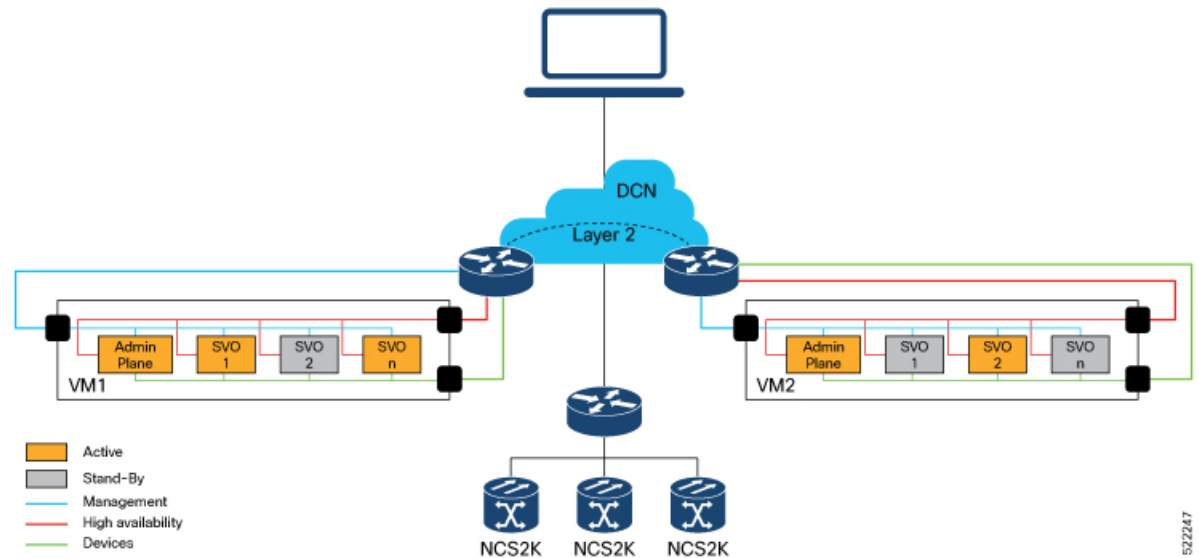 DCN
Layer 2
Admin
Plane
SVO
1
SVO
2
SVO
n
VM1
Admin
Plane
SVO
1
SVO
2
SVO
n
VM2
Active
Stand-By
Management
High availability
Devices
NCS2K
NCS2K
NCS2K
522247